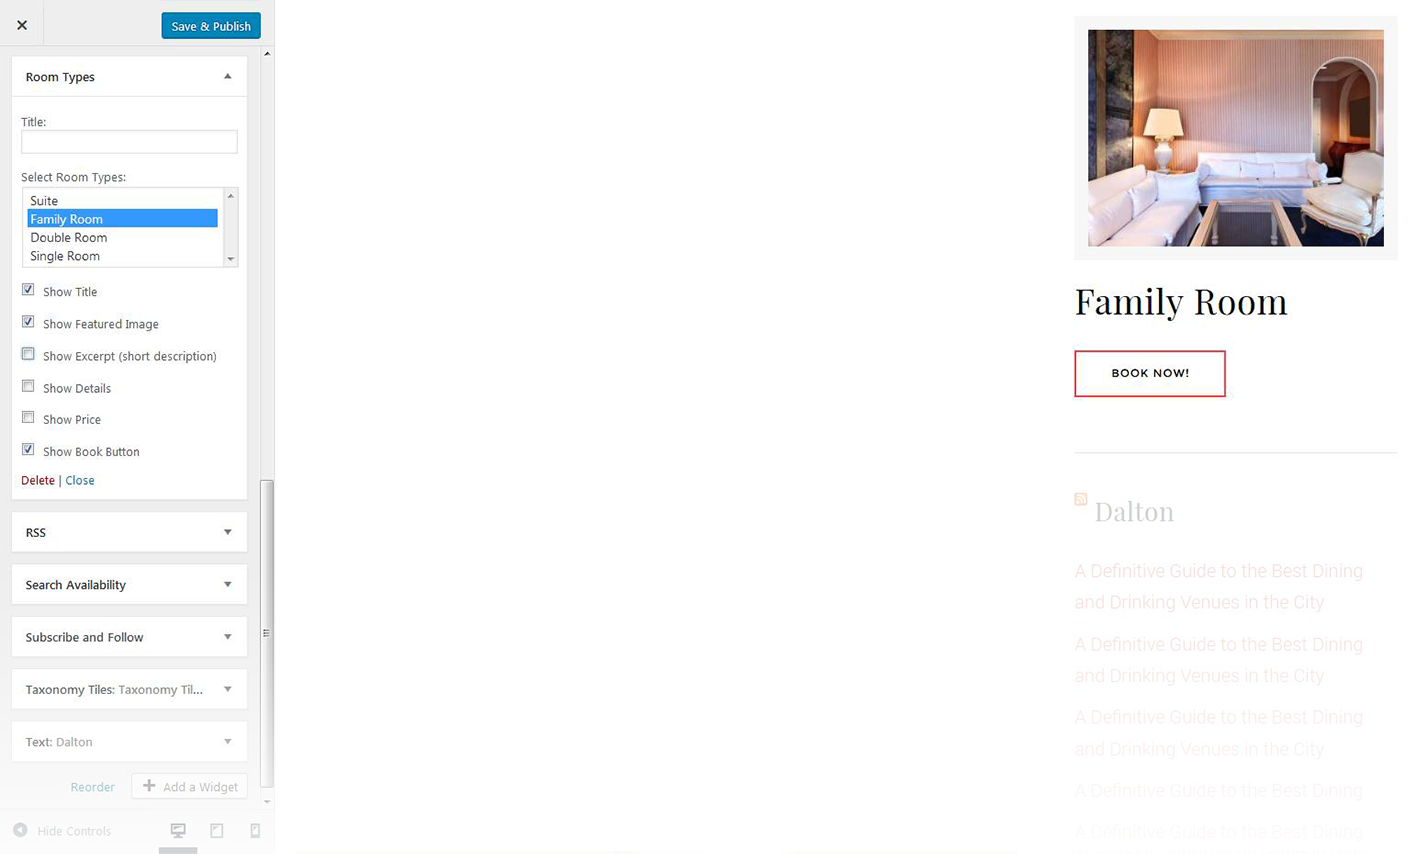 Save & Publish
Room Types
Title:
Select Room Types:
Suite
Family Room
Double Room
Single Room
Show Title
Show Featured Image
Show Excerpt (short description)
Show Details
Show Price
Show Book Button
Delete | Close
RSS
Search Availability
Subscribe and Follow
Taxonomy Tiles: Taxonomy Til...
Text: Dalton
Reorder
Add a Widget
Hide Controls
Family Room
BOOK NOW!
Dalton
A Definitive Guide to the Best Dining
and Drinking Venues in the City
A Definitive Guide to the Best Dining
and Drinking Venues in the City
A Definitive Guide to the Best Dining
and Drinking Venues in the City
A Definitive Guide to the Best Dining
A Definitive Guide to the Best Dining